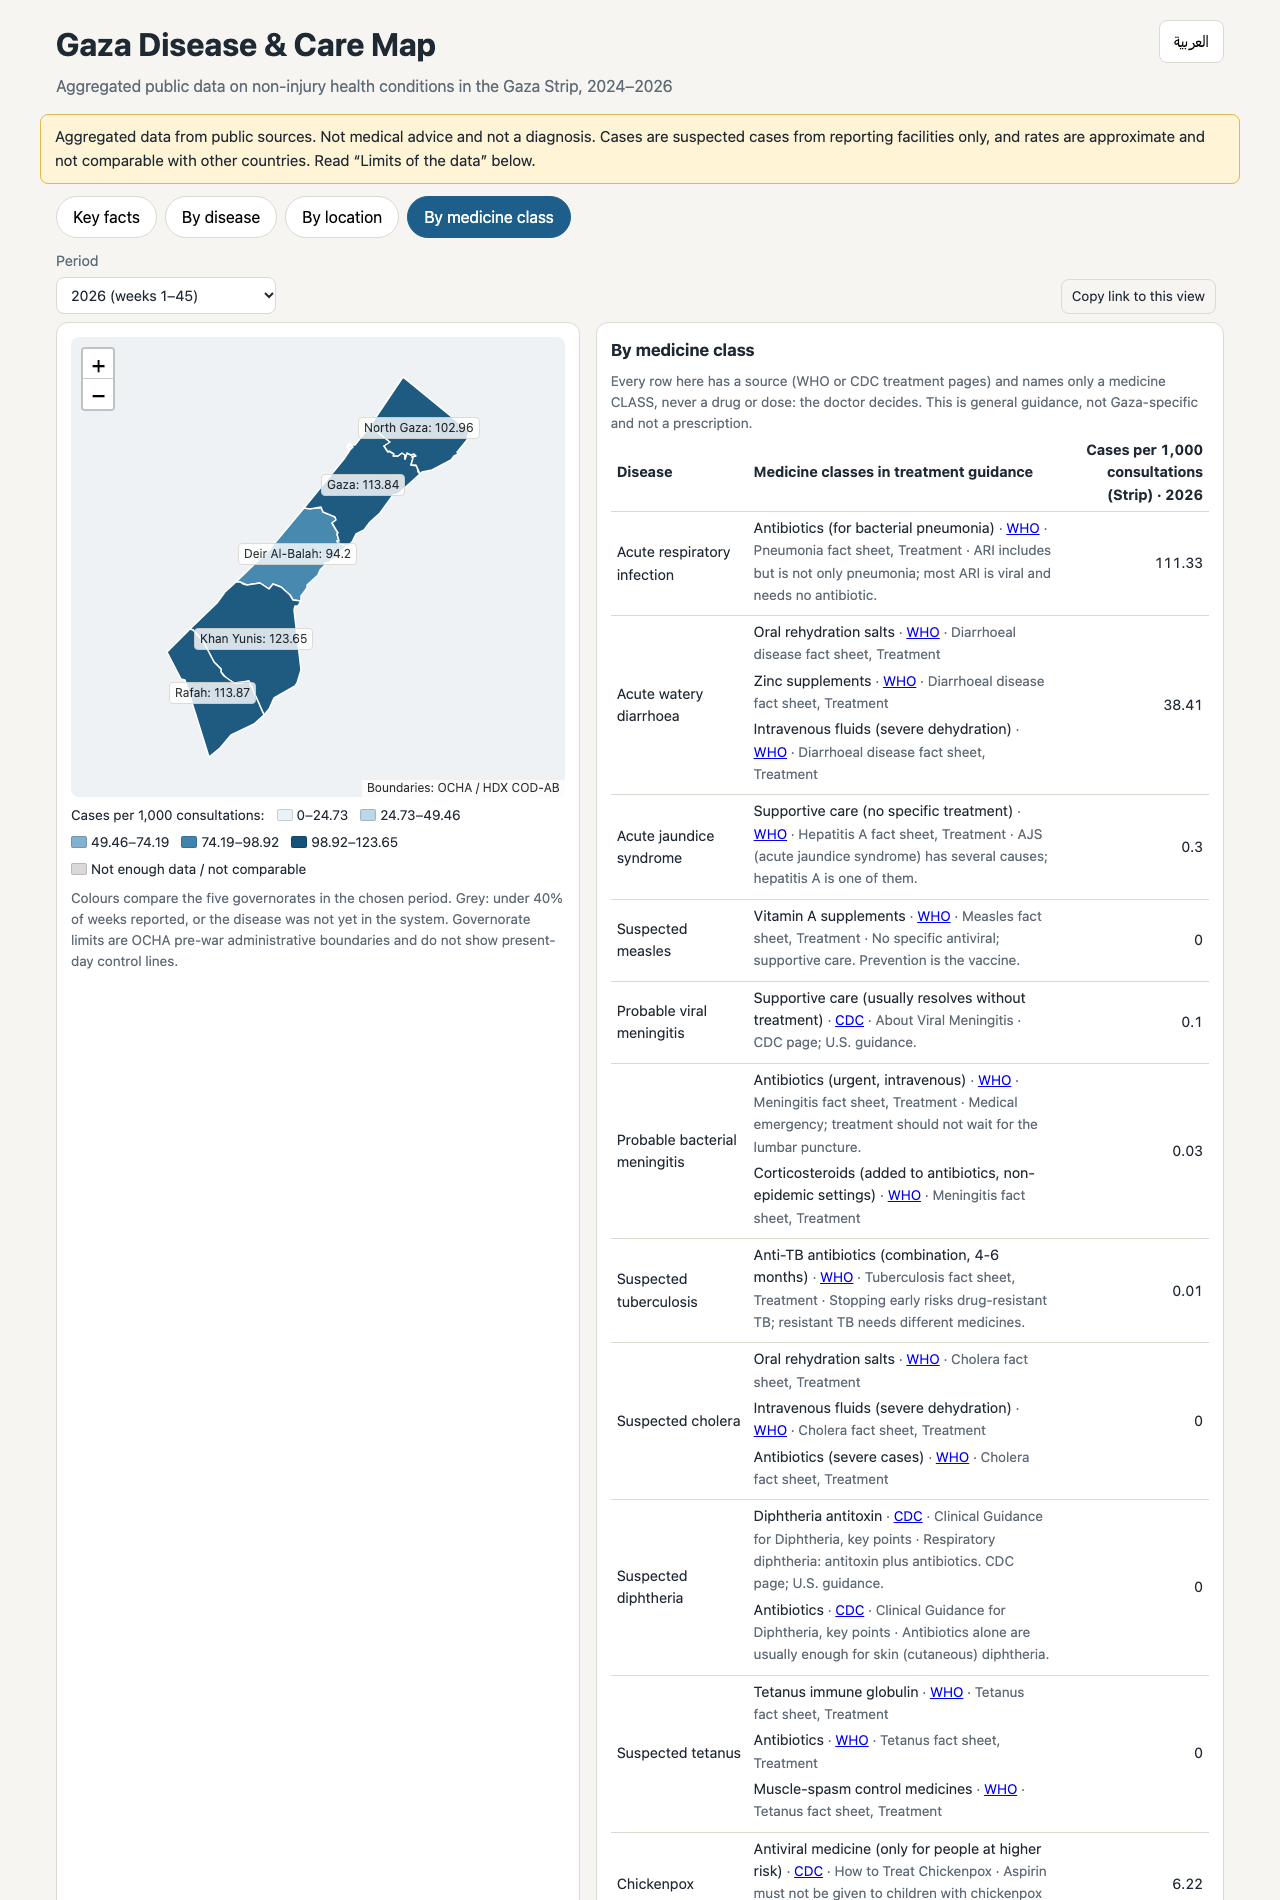 Gaza Disease & Care Map
العربية
Aggregated public data on non-injury health conditions in the Gaza Strip, 2024–2026
Aggregated data from public sources. Not medical advice and not a diagnosis. Cases are suspected cases from reporting facilities only, and rates are approximate and
not comparable with other countries. Read “Limits of the data” below.
Key facts
By disease
By location
By medicine class
Period
2026 (weeks 1–45)
Copy link to this view
+
−
North Gaza: 102.96
Gaza: 113.84
Deir Al-Balah: 94.2
Khan Yunis: 123.65
Rafah: 113.87
Boundaries: OCHA / HDX COD-AB
Cases per 1,000 consultations: 0–24.73 24.73–49.46
49.46–74.19 74.19–98.92 98.92–123.65
Not enough data / not comparable
Colours compare the five governorates in the chosen period. Grey: under 40%
of weeks reported, or the disease was not yet in the system. Governorate
limits are OCHA pre-war administrative boundaries and do not show present-
day control lines.
By medicine class
Every row here has a source (WHO or CDC treatment pages) and names only a medicine
CLASS, never a drug or dose: the doctor decides. This is general guidance, not Gaza-specific
and not a prescription.
Disease
Medicine classes in treatment guidance
Cases per 1,000
consultations
(Strip) · 2026
Acute respiratory
infection
Antibiotics (for bacterial pneumonia) · WHO ·
Pneumonia fact sheet, Treatment · ARI includes
but is not only pneumonia; most ARI is viral and
needs no antibiotic.
111.33
Acute watery
diarrhoea
Oral rehydration salts · WHO · Diarrhoeal
disease fact sheet, Treatment
Zinc supplements · WHO · Diarrhoeal disease
fact sheet, Treatment
Intravenous fluids (severe dehydration) ·
WHO · Diarrhoeal disease fact sheet,
Treatment
38.41
Acute jaundice
syndrome
Supportive care (no specific treatment) ·
WHO · Hepatitis A fact sheet, Treatment · AJS
(acute jaundice syndrome) has several causes;
hepatitis A is one of them.
0.3
Suspected
measles
Vitamin A supplements · WHO · Measles fact
sheet, Treatment · No specific antiviral;
supportive care. Prevention is the vaccine.
0
Probable viral
meningitis
Supportive care (usually resolves without
treatment) · CDC · About Viral Meningitis ·
CDC page; U.S. guidance.
0.1
Probable bacterial
meningitis
Antibiotics (urgent, intravenous) · WHO ·
Meningitis fact sheet, Treatment · Medical
emergency; treatment should not wait for the
lumbar puncture.
Corticosteroids (added to antibiotics, non-
epidemic settings) · WHO · Meningitis fact
sheet, Treatment
0.03
Suspected
tuberculosis
Anti-TB antibiotics (combination, 4-6
months) · WHO · Tuberculosis fact sheet,
Treatment · Stopping early risks drug-resistant
TB; resistant TB needs different medicines.
0.01
Suspected cholera
Oral rehydration salts · WHO · Cholera fact
sheet, Treatment
Intravenous fluids (severe dehydration) ·
WHO · Cholera fact sheet, Treatment
Antibiotics (severe cases) · WHO · Cholera
fact sheet, Treatment
0
Suspected
diphtheria
Diphtheria antitoxin · CDC · Clinical Guidance
for Diphtheria, key points · Respiratory
diphtheria: antitoxin plus antibiotics. CDC
page; U.S. guidance.
Antibiotics · CDC · Clinical Guidance for
Diphtheria, key points · Antibiotics alone are
usually enough for skin (cutaneous) diphtheria.
0
Suspected tetanus
Tetanus immune globulin · WHO · Tetanus
fact sheet, Treatment
Antibiotics · WHO · Tetanus fact sheet,
Treatment
Muscle-spasm control medicines · WHO ·
Tetanus fact sheet, Treatment
0
Chickenpox
Antiviral medicine (only for people at higher
risk) · CDC · How to Treat Chickenpox · Aspirin
must not be given to children with chickenpox
6.22